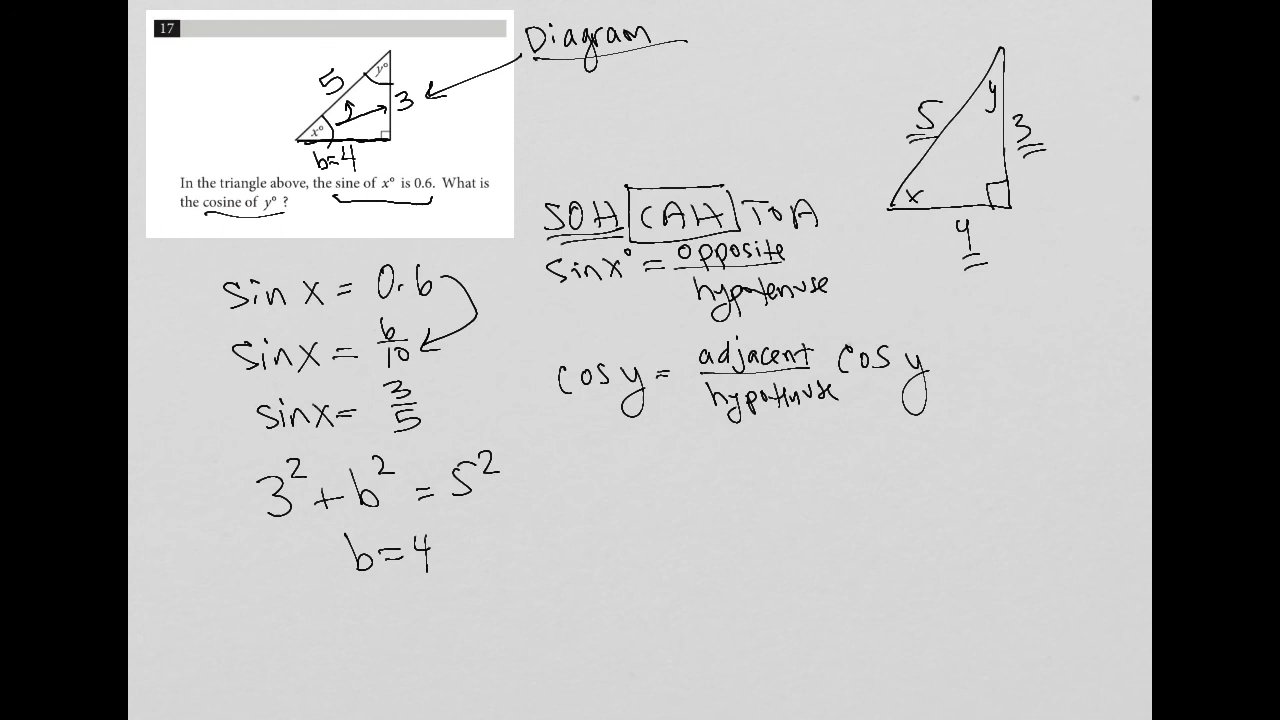 17
Diagram
y°
5
3
x°
b=4
In the triangle above, the sine of x° is 0.6. What is
the cosine of y° ?
5
y
3
x
4
SOH CAH TOA
sin x° = opposite
hypotenuse
sin x = 0.6
sin x = 6
10
sin x = 3
5
cos y = adjacent
hypotenuse
cos y
3² + b² = 5²
b = 4